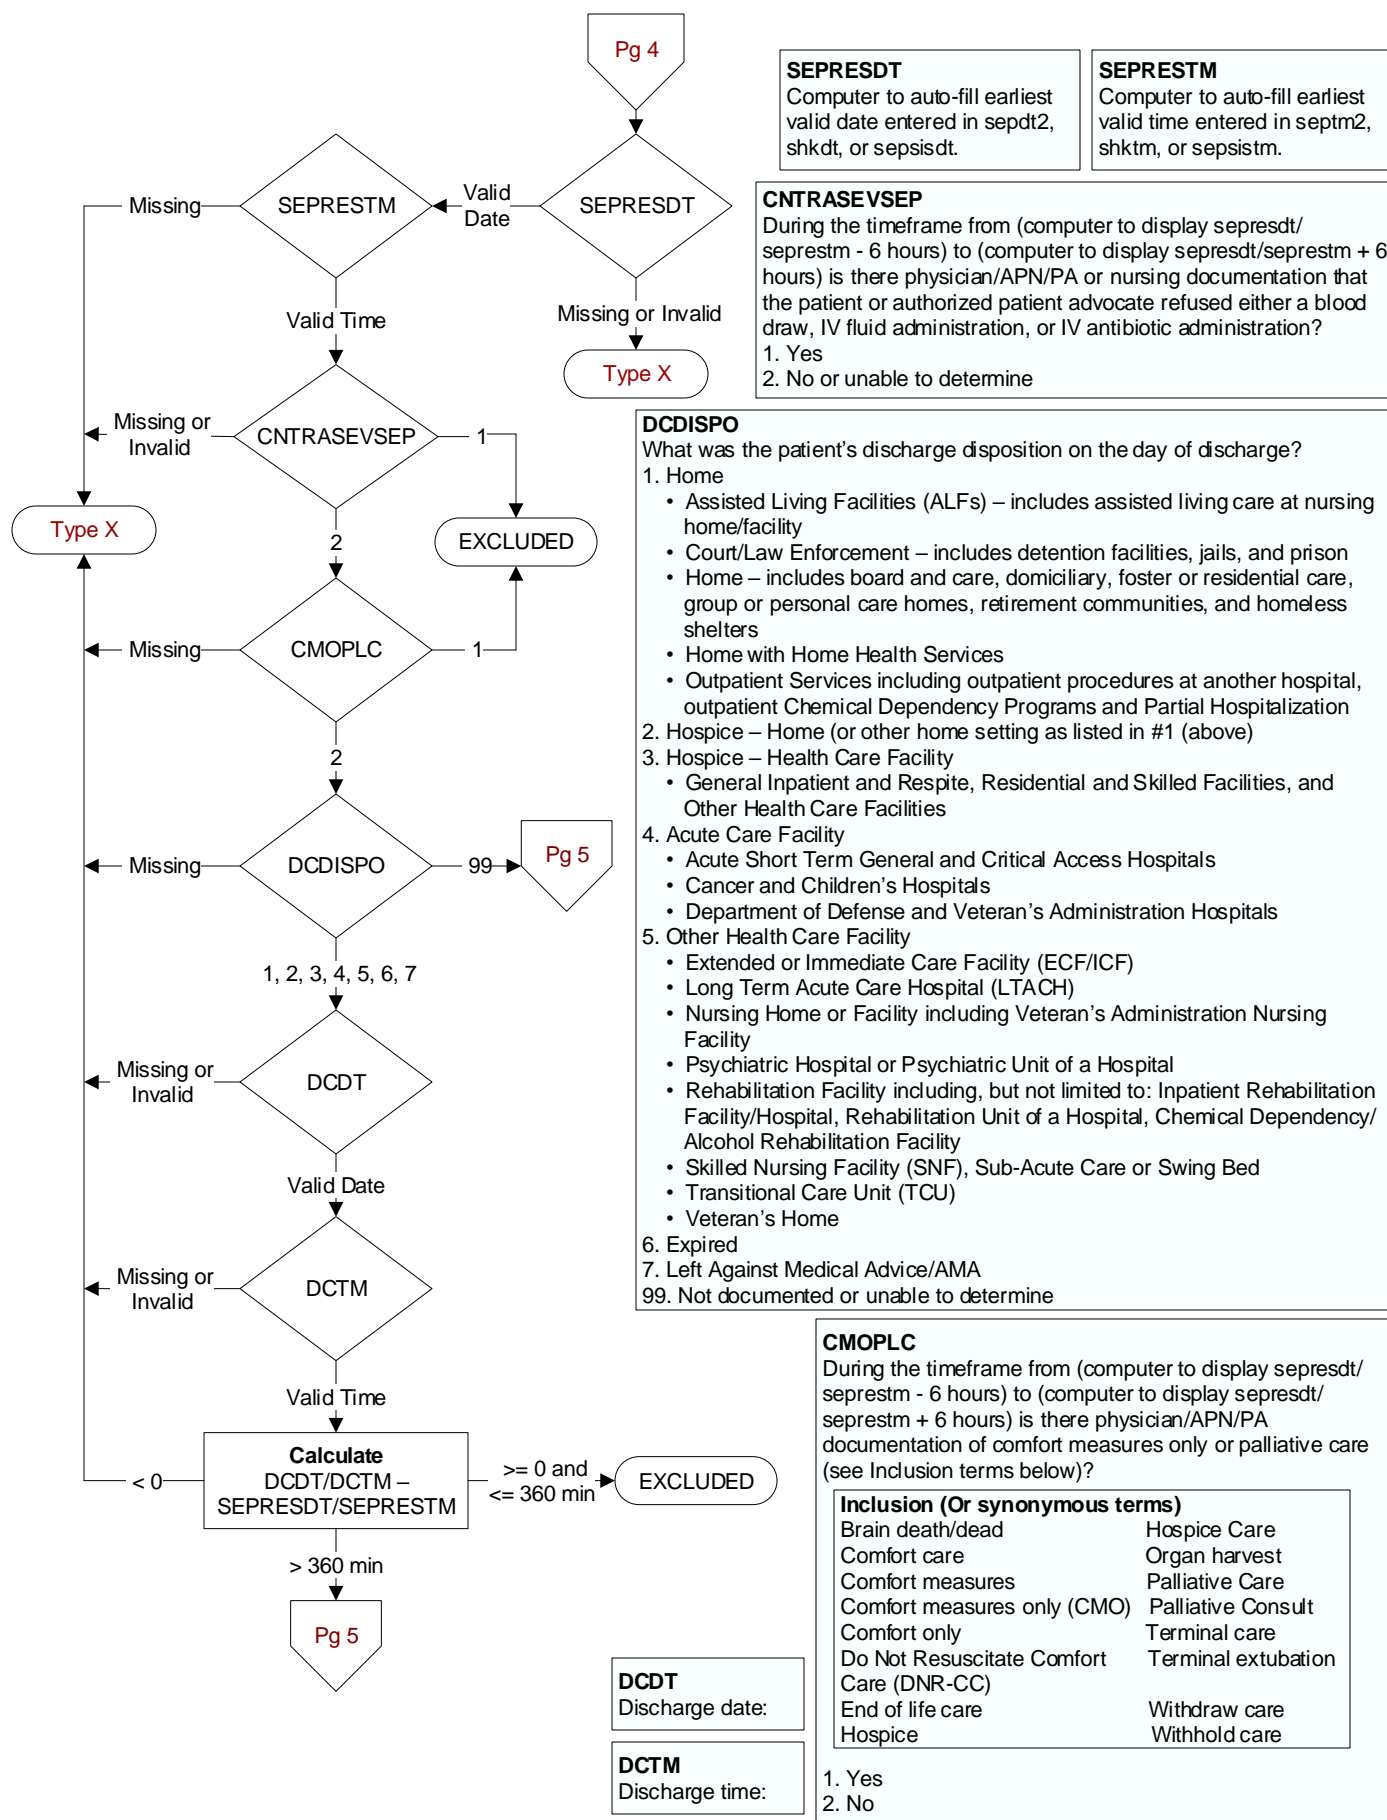 Pg 4
SEPRESDT
Computer to auto-fill earliest
valid date entered in sepdt2,
shkdt, or sepsisdt.
SEPRESTM
Computer to auto-fill earliest
valid time entered in septm2,
shktm, or sepsistm.
Missing
SEPRESTM
Valid
Date
SEPRESDT
CNTRASEVSEP
During the timeframe from (computer to display sepresdt/
seprestm - 6 hours) to (computer to display sepresdt/seprestm + 6
hours) is there physician/APN/PA or nursing documentation that
the patient or authorized patient advocate refused either a blood
draw, IV fluid administration, or IV antibiotic administration?
1. Yes
2. No or unable to determine
Valid Time
Missing or Invalid
Type X
Missing or
Invalid
CNTRASEVSEP
1
Type X
2
EXCLUDED
Missing
CMOPLC
1
2
Missing
DCDISPO
99
Pg 5
1, 2, 3, 4, 5, 6, 7
Missing or
Invalid
DCDT
Valid Date
Missing or
Invalid
DCTM
Valid Time
< 0
Calculate
DCDT/DCTM –
SEPRESDT/SEPRESTM
>= 0 and
<= 360 min
EXCLUDED
> 360 min
Pg 5
DCDISPO
What was the patient’s discharge disposition on the day of discharge?
1. Home
• Assisted Living Facilities (ALFs) – includes assisted living care at nursing
home/facility
• Court/Law Enforcement – includes detention facilities, jails, and prison
• Home – includes board and care, domiciliary, foster or residential care,
group or personal care homes, retirement communities, and homeless
shelters
• Home with Home Health Services
• Outpatient Services including outpatient procedures at another hospital,
outpatient Chemical Dependency Programs and Partial Hospitalization
2. Hospice – Home (or other home setting as listed in #1 (above)
3. Hospice – Health Care Facility
• General Inpatient and Respite, Residential and Skilled Facilities, and
Other Health Care Facilities
4. Acute Care Facility
• Acute Short Term General and Critical Access Hospitals
• Cancer and Children’s Hospitals
• Department of Defense and Veteran’s Administration Hospitals
5. Other Health Care Facility
• Extended or Immediate Care Facility (ECF/ICF)
• Long Term Acute Care Hospital (LTACH)
• Nursing Home or Facility including Veteran’s Administration Nursing
Facility
• Psychiatric Hospital or Psychiatric Unit of a Hospital
• Rehabilitation Facility including, but not limited to: Inpatient Rehabilitation
Facility/Hospital, Rehabilitation Unit of a Hospital, Chemical Dependency/
Alcohol Rehabilitation Facility
• Skilled Nursing Facility (SNF), Sub-Acute Care or Swing Bed
• Transitional Care Unit (TCU)
• Veteran’s Home
6. Expired
7. Left Against Medical Advice/AMA
99. Not documented or unable to determine
CMOPLC
During the timeframe from (computer to display sepresdt/
seprestm - 6 hours) to (computer to display sepresdt/
seprestm + 6 hours) is there physician/APN/PA
documentation of comfort measures only or palliative care
(see Inclusion terms below)?
Inclusion (Or synonymous terms)
Brain death/dead Hospice Care
Comfort care Organ harvest
Comfort measures Palliative Care
Comfort measures only (CMO) Palliative Consult
Comfort only Terminal care
Do Not Resuscitate Comfort Terminal extubation
Care (DNR-CC)
End of life care Withdraw care
Hospice Withhold care
1. Yes
2. No
DCDT
Discharge date:
DCTM
Discharge time: